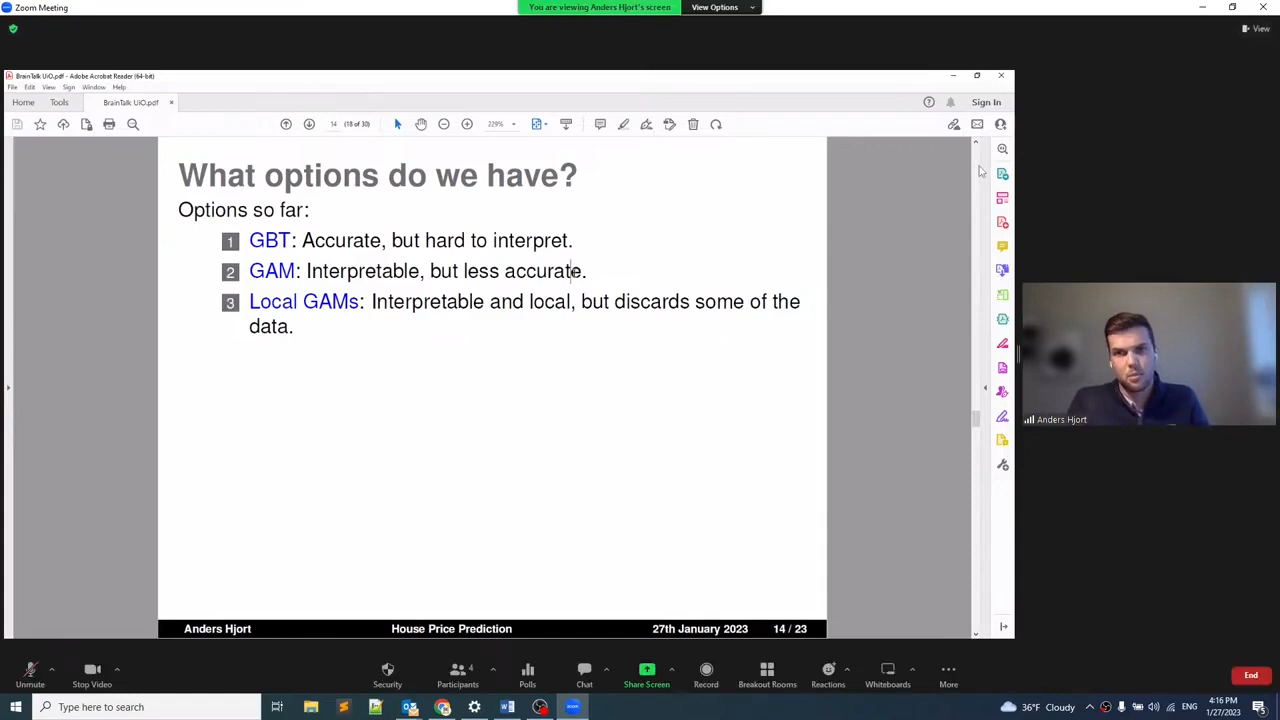 Zoom Meeting
You are viewing Anders Hjort's screen
View Options
View
BrainTalk UiO.pdf - Adobe Acrobat Reader (64-bit)
File Edit View Sign Window Help
Home Tools BrainTalk UiO.pdf × Sign In
14 (18 of 30) 229%
What options do we have?
Options so far:
1 GBT: Accurate, but hard to interpret.
2 GAM: Interpretable, but less accurate.
3 Local GAMs: Interpretable and local, but discards some of the
data.
Anders Hjort
Anders Hjort House Price Prediction 27th January 2023 14 / 23
Unmute Stop Video Security Participants 4 Polls Chat Share Screen Record Breakout Rooms Reactions Whiteboards More End
Type here to search
36°F Cloudy ENG 4:16 PM
1/27/2023